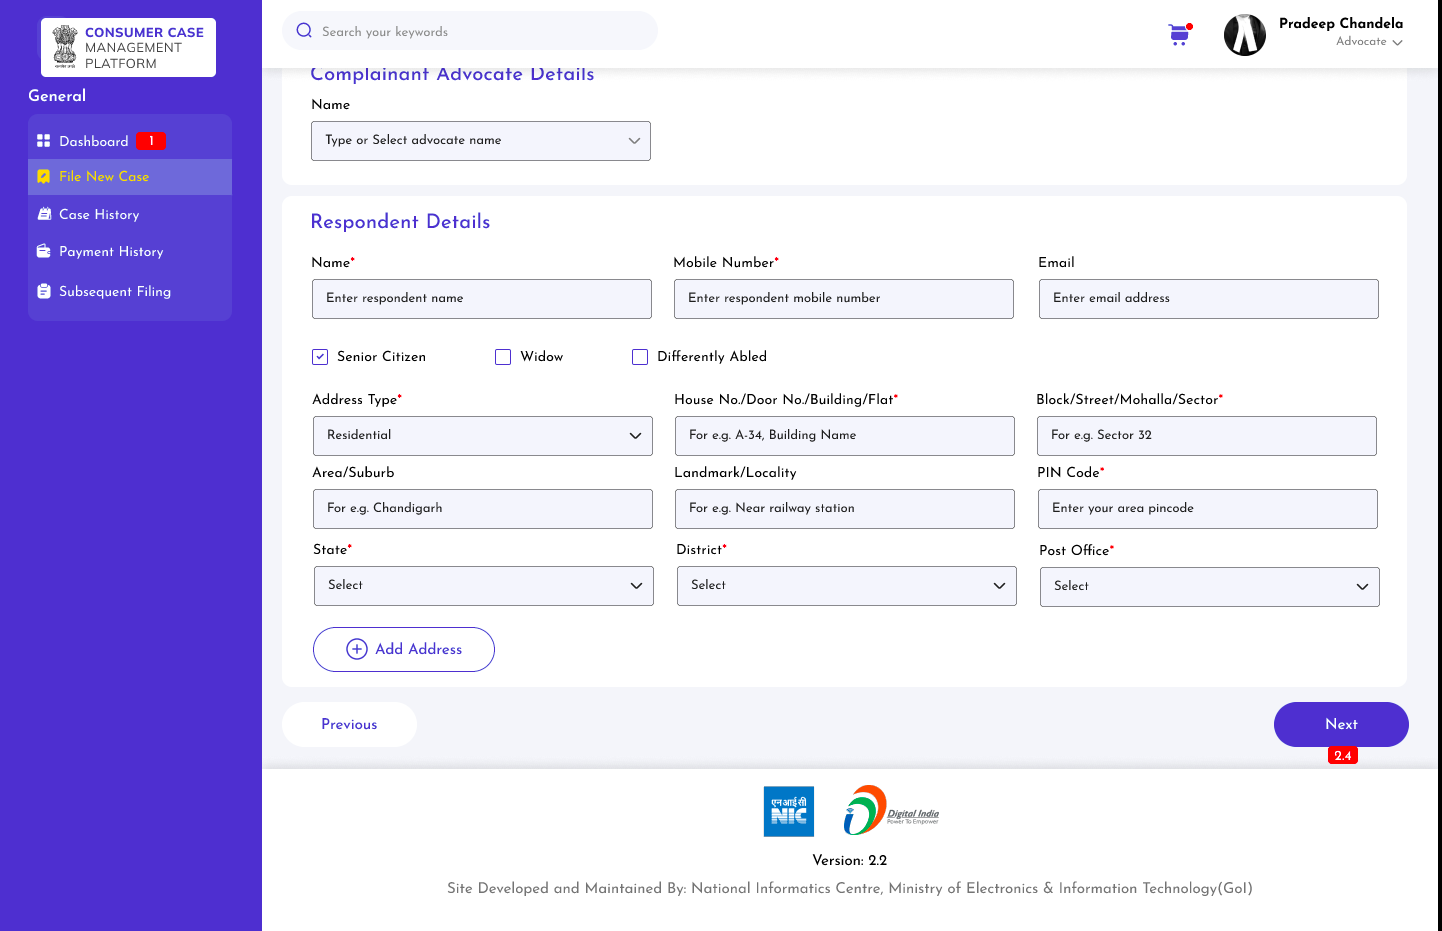 CONSUMER CASE
MANAGEMENT
PLATFORM
General
Dashboard 1
File New Case
Case History
Payment History
Subsequent Filing
Search your keywords
Pradeep Chandela
Advocate
Complainant Advocate Details
Name
Type or Select advocate name
Respondent Details
Name* Mobile Number* Email
Enter respondent name Enter respondent mobile number Enter email address
Senior Citizen Widow Differently Abled
Address Type* House No./Door No./Building/Flat* Block/Street/Mohalla/Sector*
Residential For e.g. A-34, Building Name For e.g. Sector 32
Area/Suburb Landmark/Locality PIN Code*
For e.g. Chandigarh For e.g. Near railway station Enter your area pincode
State* District* Post Office*
Select Select Select
Add Address
Previous Next
2.4
एन आई सी
NIC
Digital India
Power To Empower
Version: 2.2
Site Developed and Maintained By: National Informatics Centre, Ministry of Electronics & Information Technology(GoI)